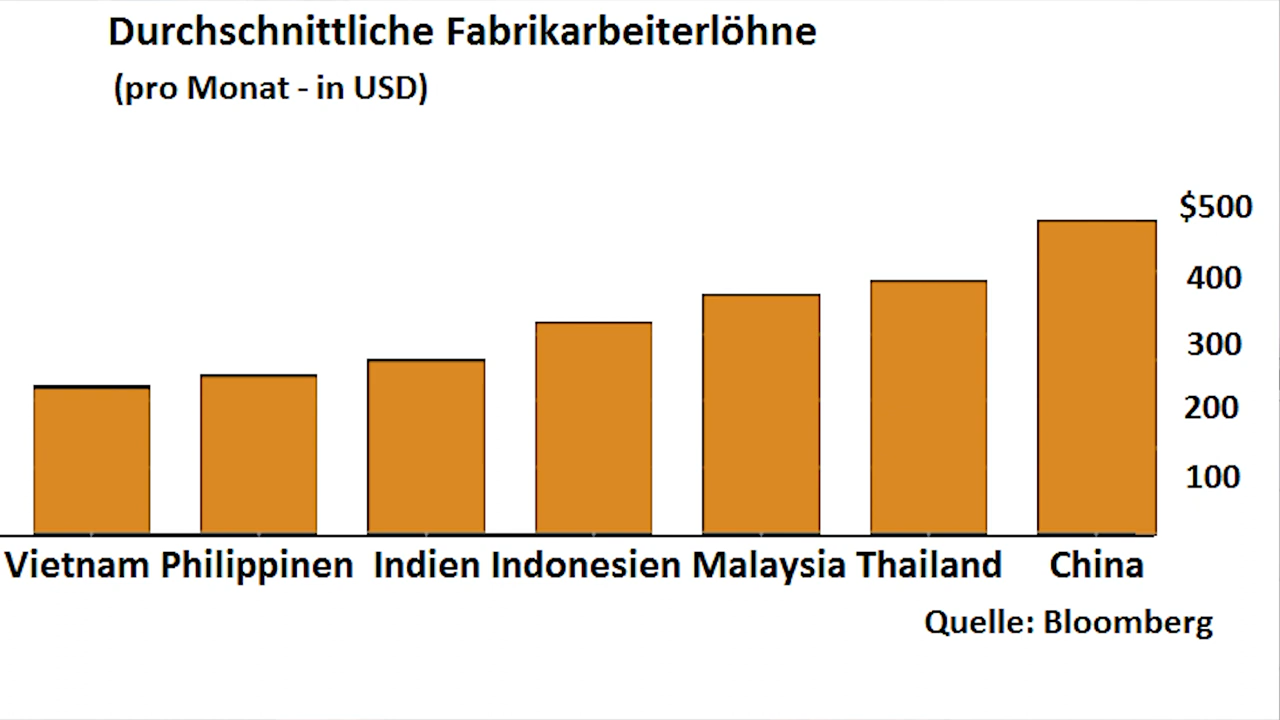 Durchschnittliche Fabrikarbeiterlöhne
(pro Monat - in USD)
$500
400
300
200
100
Vietnam Philippinen Indien Indonesien Malaysia Thailand China
Quelle: Bloomberg